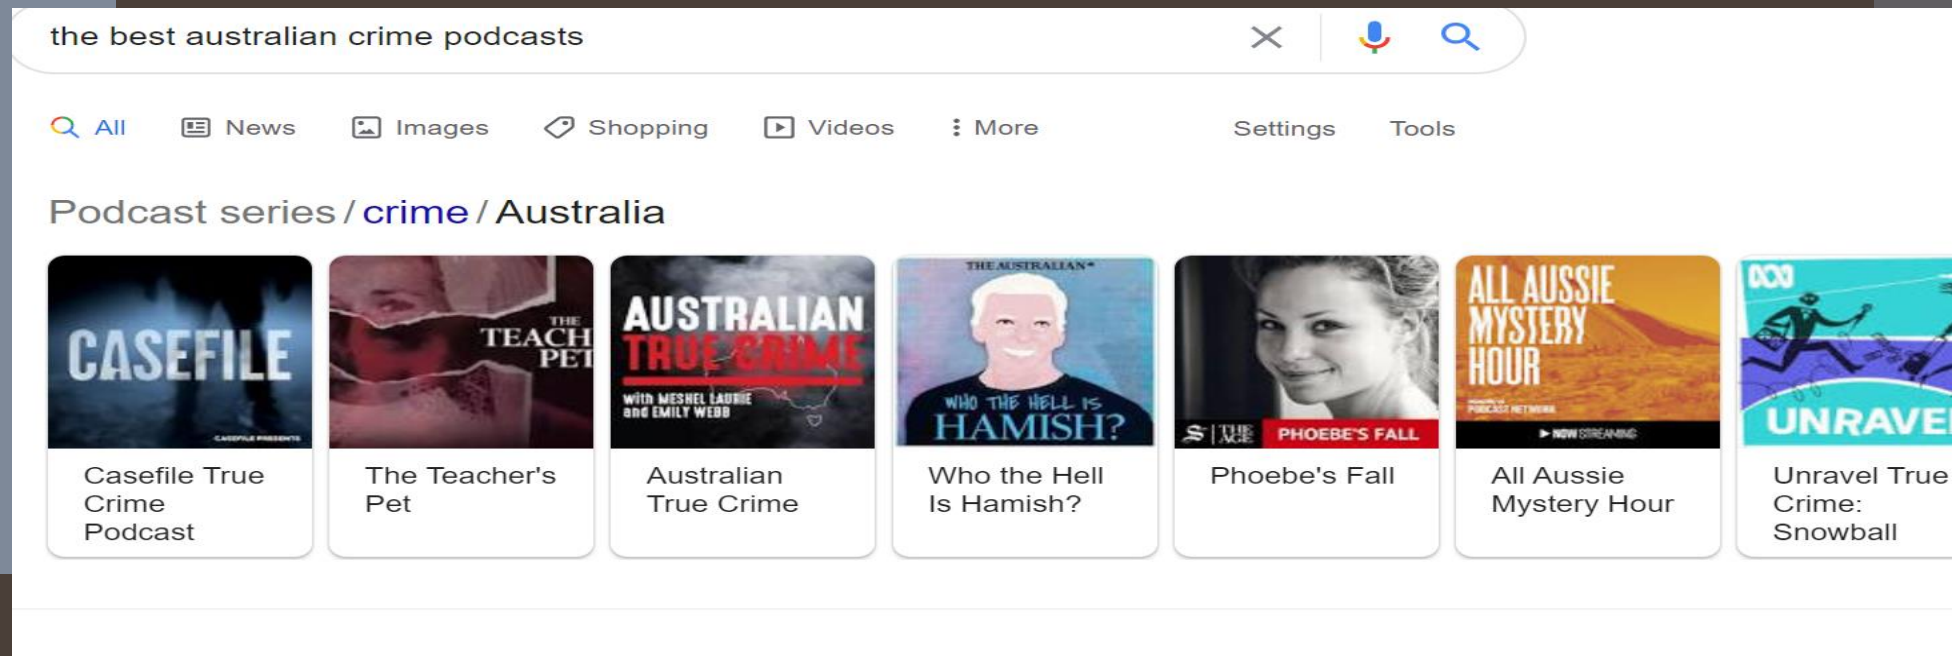 the best australian crime podcasts
All News Images Shopping Videos More Settings Tools
Podcast series / crime / Australia
CASEFILE
CASEFILE PRESENTS
Casefile True
Crime
Podcast
THE
TEACH
PET
The Teacher's
Pet
AUSTRALIAN
TRUE CRIME
with MESHEL LAURIE
and EMILY WEBB
Australian
True Crime
THE AUSTRALIAN*
WHO THE HELL IS
HAMISH?
Who the Hell
Is Hamish?
S | THE AGE
PHOEBE'S FALL
Phoebe's Fall
ALL AUSSIE
MYSTERY
HOUR
PODCAST NETWORK
NOW STREAMING
All Aussie
Mystery Hour
UNRAVE
Unravel True
Crime:
Snowball